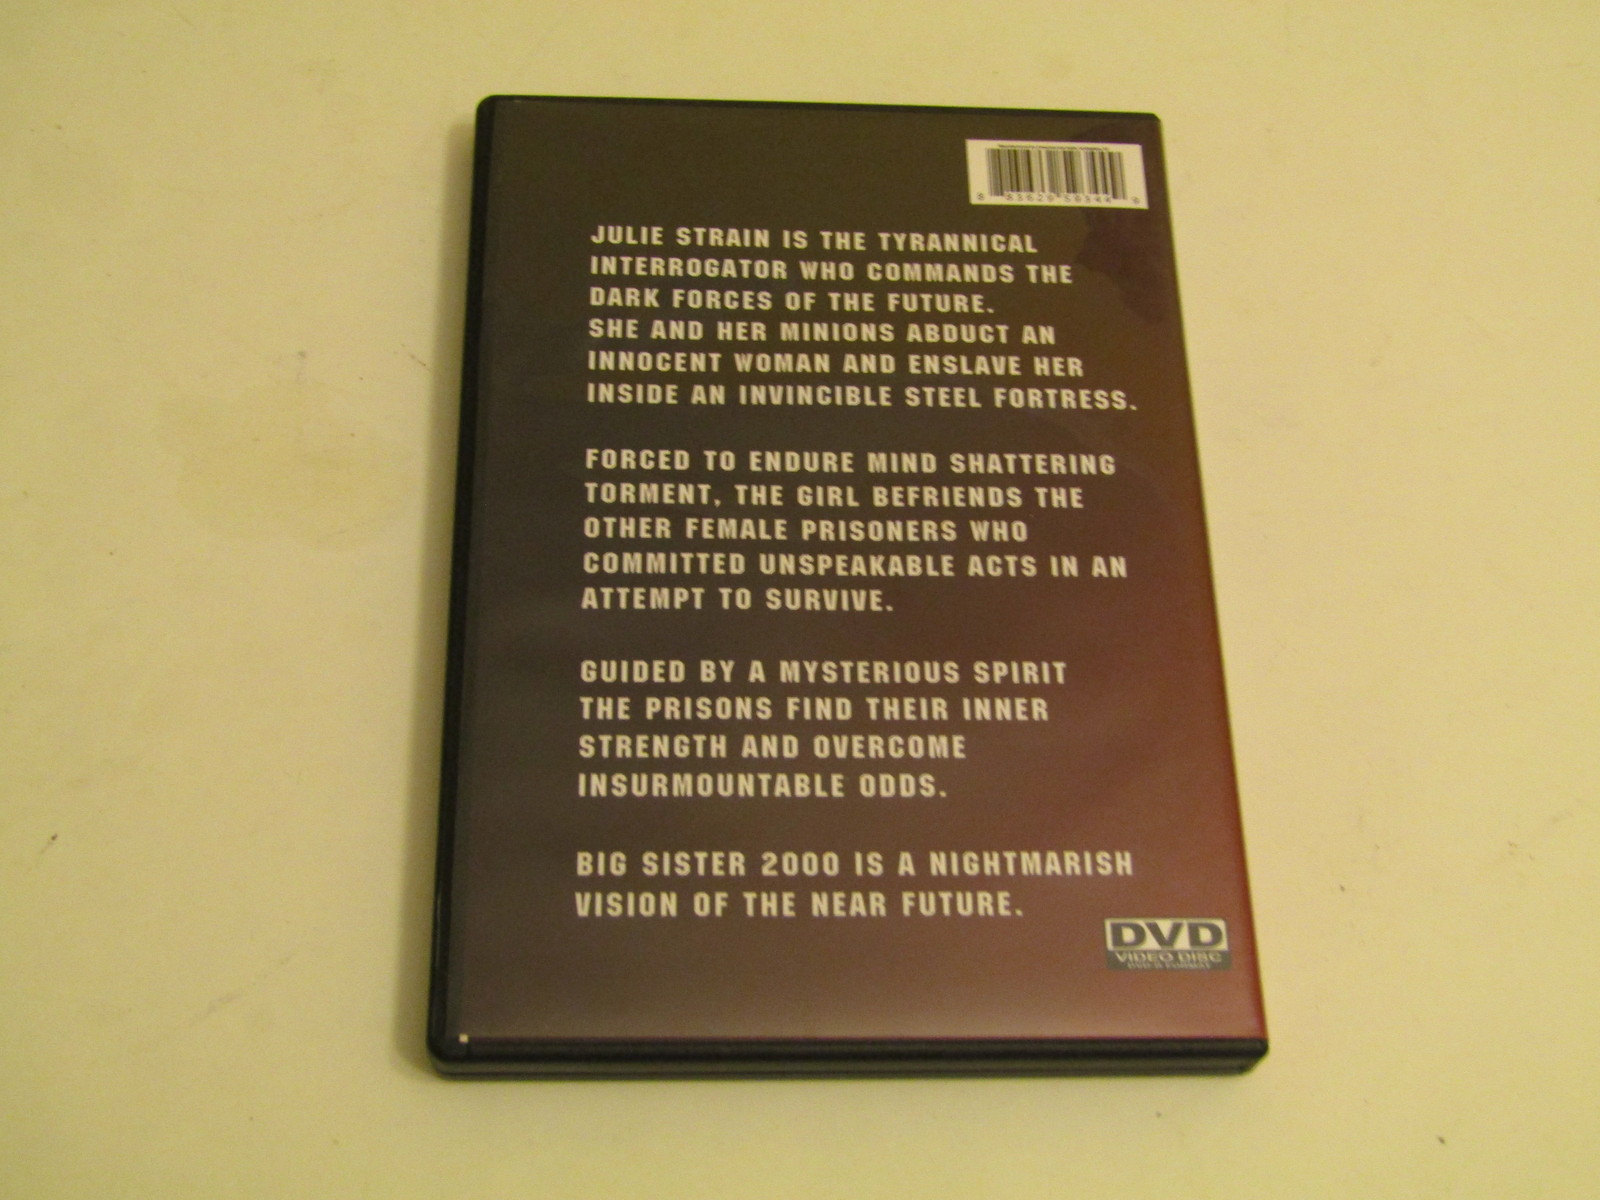 JULIE STRAIN IS THE TYRANNICAL
INTERROGATOR WHO COMMANDS THE
DARK FORCES OF THE FUTURE.
SHE AND HER MINIONS ABDUCT AN
INNOCENT WOMAN AND ENSLAVE HER
INSIDE AN INVINCIBLE STEEL FORTRESS.
FORCED TO ENDURE MIND SHATTERING
TORMENT, THE GIRL BEFRIENDS THE
OTHER FEMALE PRISONERS WHO
COMMITTED UNSPEAKABLE ACTS IN AN
ATTEMPT TO SURVIVE.
GUIDED BY A MYSTERIOUS SPIRIT
THE PRISONS FIND THEIR INNER
STRENGTH AND OVERCOME
INSURMOUNTABLE ODDS.
BIG SISTER 2000 IS A NIGHTMARISH
VISION OF THE NEAR FUTURE.
DVD
VIDEO DISC
DVD-R FORMAT